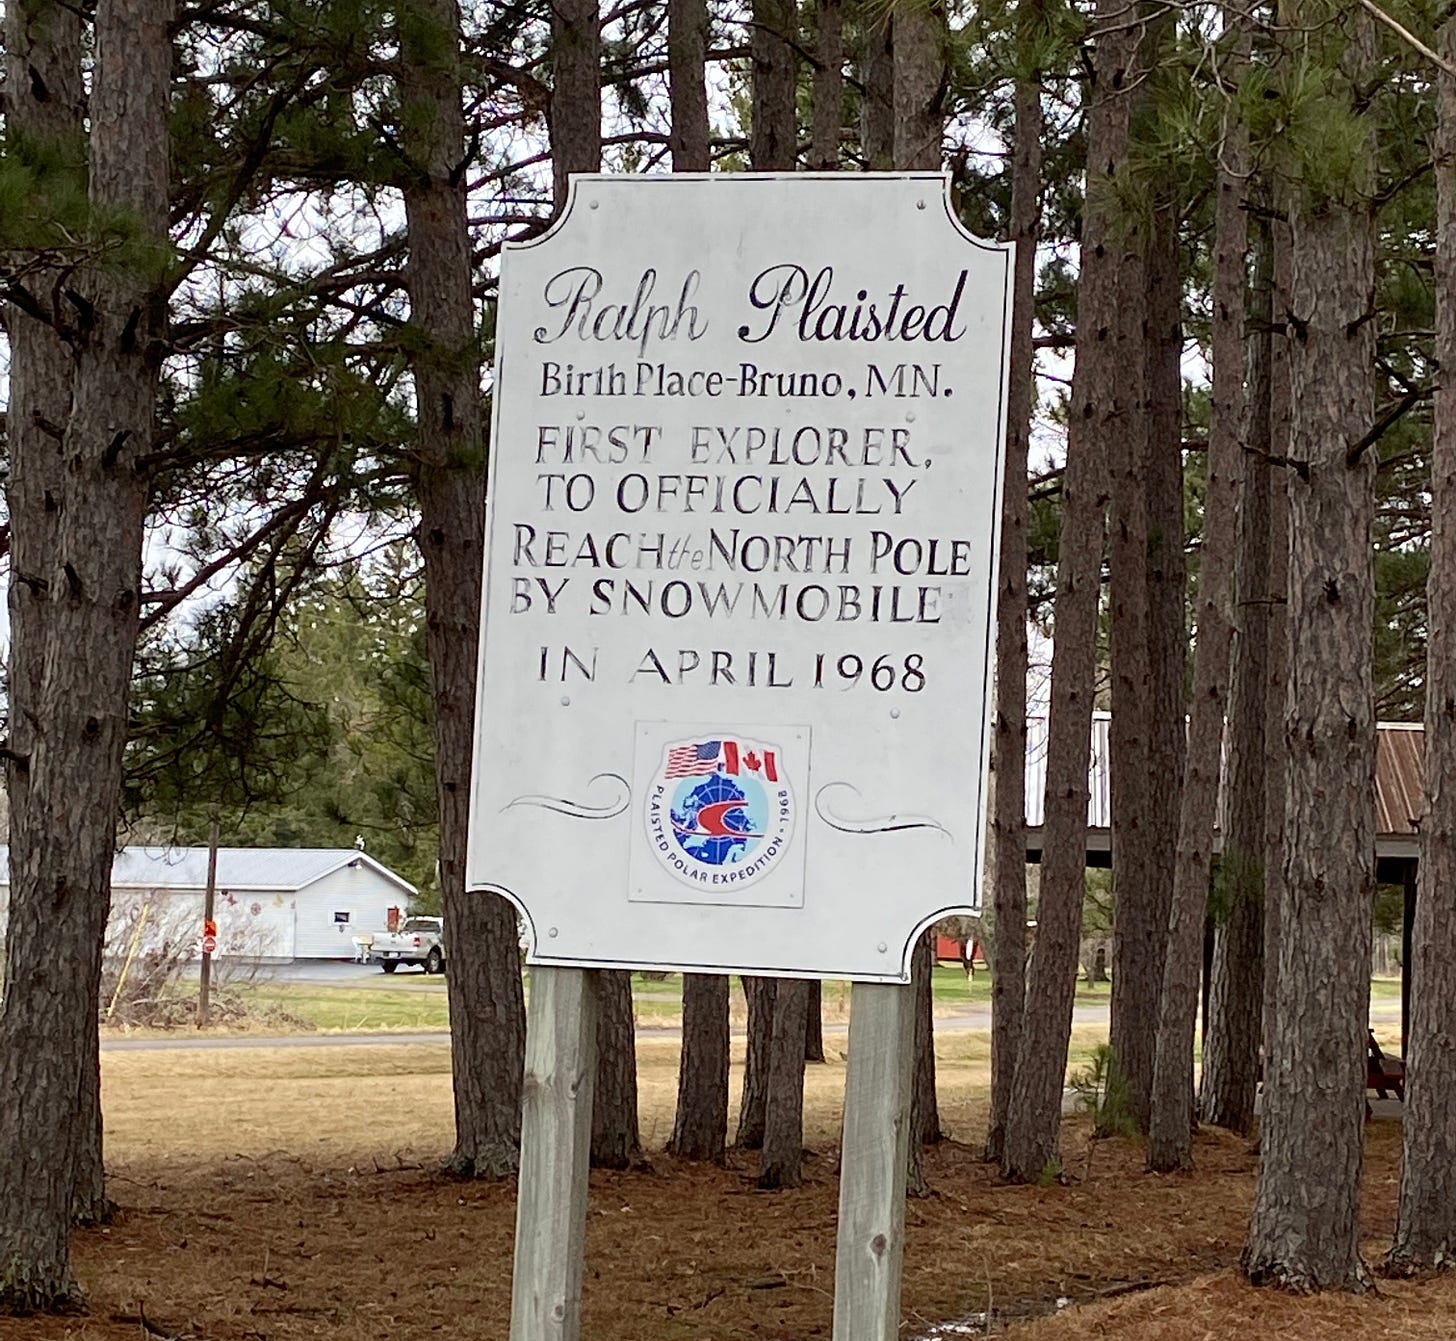 Ralph Plaisted
Birth Place-Bruno, MN.
FIRST EXPLORER,
TO OFFICIALLY
REACH the NORTH POLE
BY SNOWMOBILE
IN APRIL 1968
PLAISTED POLAR EXPEDITION • 1968